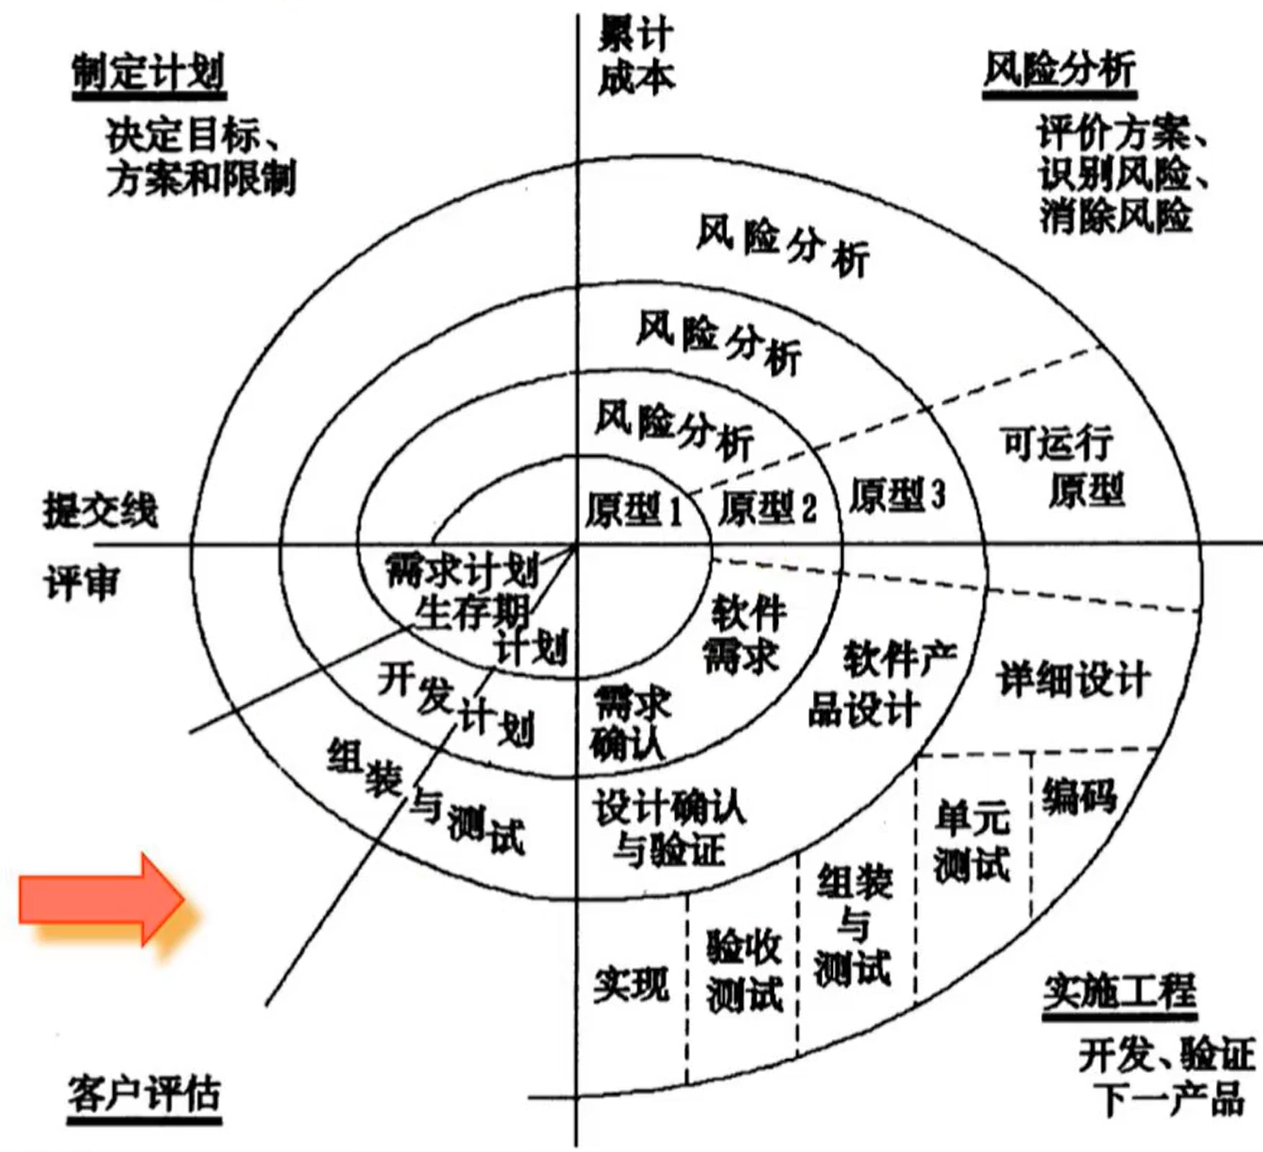 累计
成本
制定计划
决定目标、
方案和限制
风险分析
评价方案、
识别风险、
消除风险
风险分析
风险分析
风险分析
可运行
原型
原型1
原型2
原型3
提交线
评审
需求计划
生存期
计划
开发计划
组装与测试
软件
需求
需求
确认
软件产
品设计
详细设计
设计确认
与验证
编码
单元
测试
组装
与
测试
验收
测试
实现
实施工程
开发、验证
下一产品
客户评估